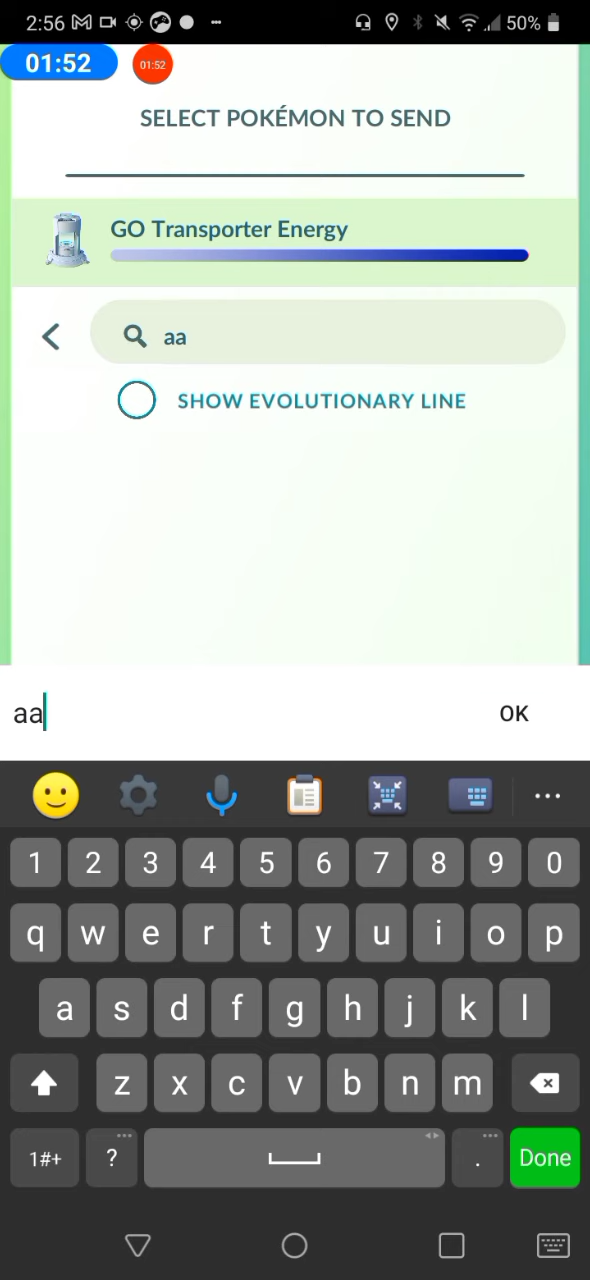 2:56 50%
01:52 01:52
SELECT POKÉMON TO SEND
GO Transporter Energy
aa
SHOW EVOLUTIONARY LINE
aa OK
1 2 3 4 5 6 7 8 9 0
q w e r t y u i o p
a s d f g h j k l
z x c v b n m
1#+ ? . Done